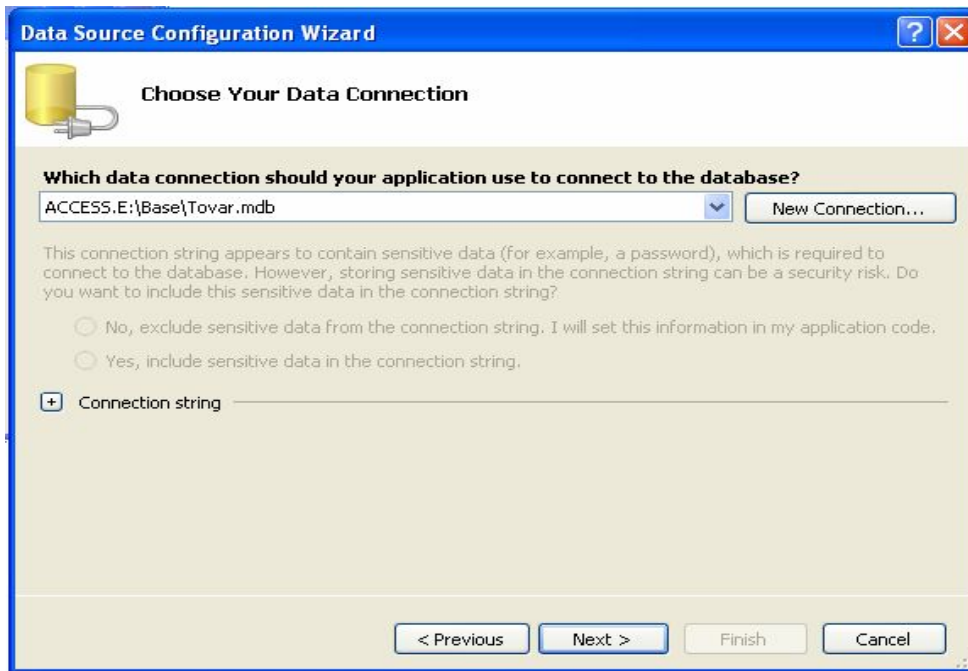 Data Source Configuration Wizard
Choose Your Data Connection
Which data connection should your application use to connect to the database?
ACCESS.E:\Base\Tovar.mdb
New Connection...
This connection string appears to contain sensitive data (for example, a password), which is required to
connect to the database. However, storing sensitive data in the connection string can be a security risk. Do
you want to include this sensitive data in the connection string?
No, exclude sensitive data from the connection string. I will set this information in my application code.
Yes, include sensitive data in the connection string.
Connection string
< Previous
Next >
Finish
Cancel